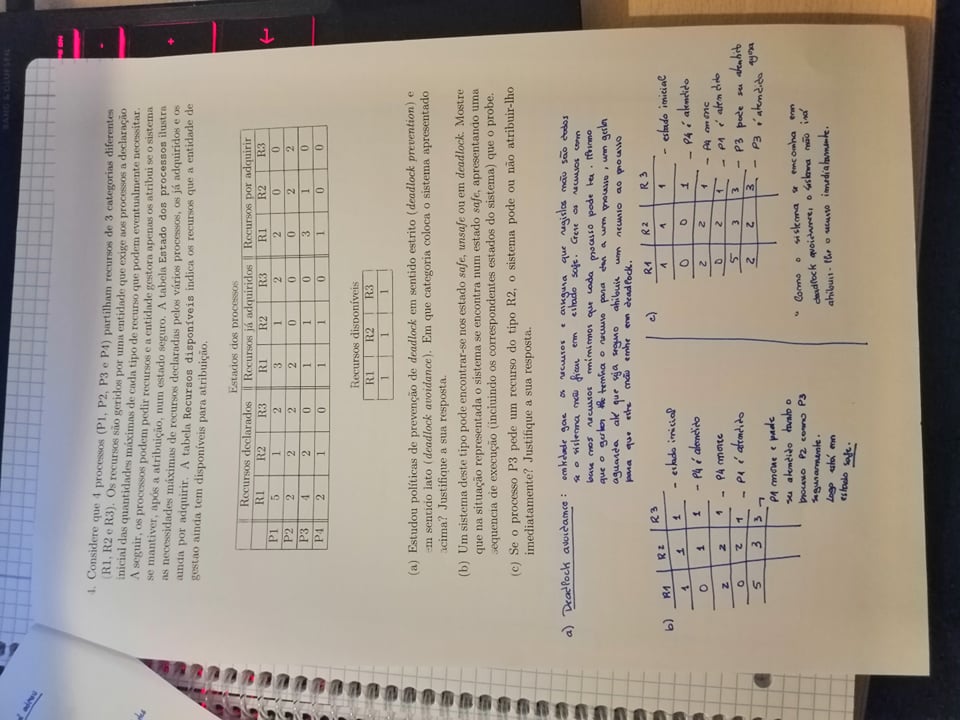 BANG & OLUFSEN
4. Considere que 4 processos (P1, P2, P3 e P4) partilham recursos de 3 categorias diferentes
(R1, R2 e R3). Os recursos são geridos por uma entidade que exige aos processos a declaração
inicial das quantidades máximas de cada tipo de recurso que podem eventualmente necessitar.
A seguir, os processos podem pedir recursos e a entidade gestora apenas os atribui se o sistema
se mantiver, após a atribuição, num estado seguro. A tabela Estado dos processos ilustra
as necessidades máximas de recursos declaradas pelos vários processos, os já adquiridos e os
ainda por adquirir. A tabela Recursos disponíveis indica os recursos que a entidade de
gestao ainda tem disponíveis para atribuição.
Estados dos processos
Recursos declarados Recursos já adquiridos Recursos por adquirir
R1 R2 R3 R1 R2 R3 R1 R2 R3
P1 5 1 2 3 1 2 2 0 0
P2 2 2 2 2 0 0 0 2 2
P3 4 2 0 1 1 0 3 1 0
P4 2 1 0 1 1 0 1 0 0
Recursos disponíveis
R1 R2 R3
1 1 1
(a) Estudou políticas de prevenção de deadlock em sentido estrito (deadlock prevention) e
em sentido lato (deadlock avoidance). Em que categoria coloca o sistema apresentado
acima? Justifique a sua resposta.
(b) Um sistema deste tipo pode encontrar-se nos estado safe, unsafe ou em deadlock. Mostre
que na situação representada o sistema se encontra num estado safe, apresentando uma
sequencia de execução (incluindo os correspondentes estados do sistema) que o probe.
(c) Se o processo P3 pede um recurso do tipo R2, o sistema pode ou não atribuir-lho
imediatamente? Justifique a sua resposta.
a) Deadlock avoidance: entidade gere os recursos e assegura que não são dados
se o sistema não ficar em estado safe. Gere os recursos com
base nos recursos mínimos que cada processo pode ter. Mesmo
que o gestor tenha o recurso para dar a um processo, um gestor
aguarda até que seja seguro atribuir um recurso ao processo
para que este não entre em deadlock.
b) R1 R2 R3
1 1 1 - estado inicial
0 1 1 - P4 é atendido
2 2 1 - P4 morre
0 2 1 - P1 é atendido
5 3 3
P1 morre e pode
ser atendido tanto o
processo P2 como P3
seguramente.
Logo está em
estado safe.
c) R1 R2 R3
1 1 1 - estado inicial
0 0 1 - P4 é atendido
2 2 1 - P4 morre
0 2 1 - P1 é atendido
5 3 3 - P3 pode ser atendido
2 2 3 - P3 é atendido agora
Como o sistema se encontra em
deadlock avoidance, o sistema não irá
atribuir-lhe o recurso imediatamente.